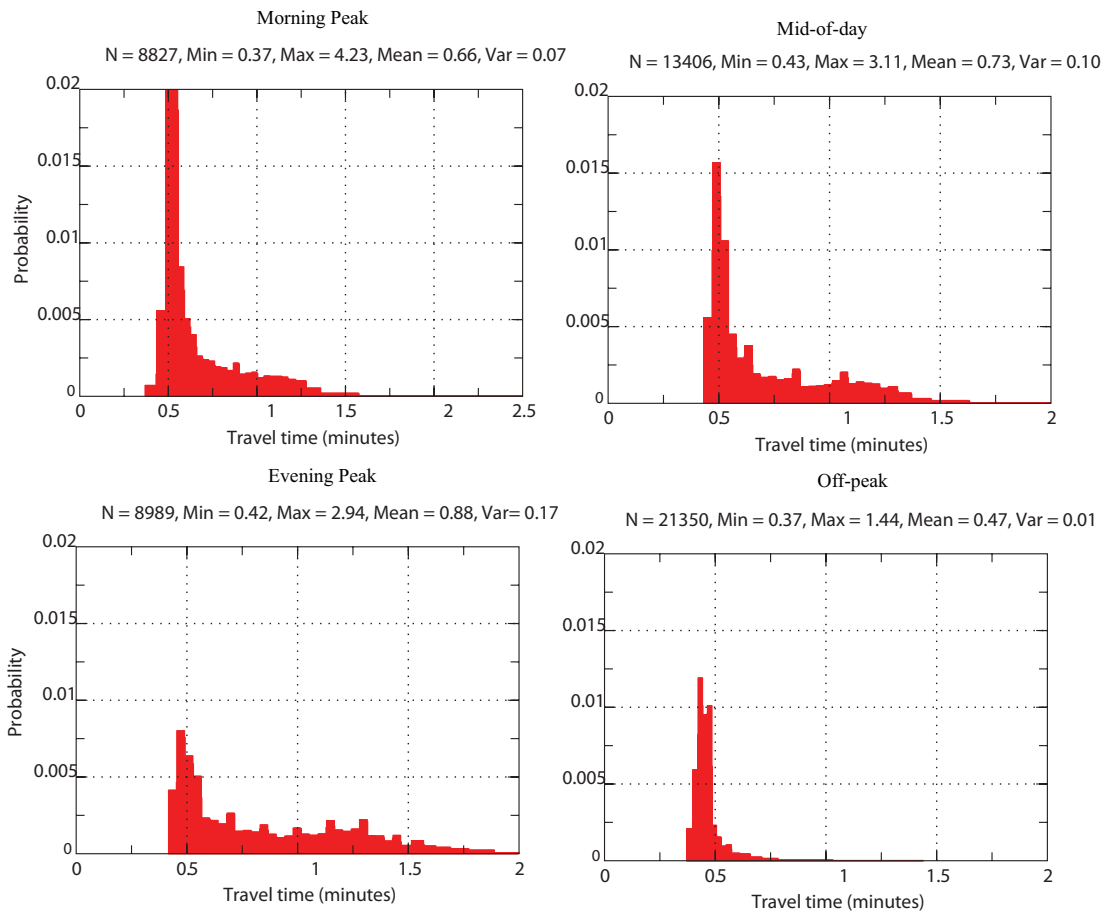 Morning Peak
N = 8827, Min = 0.37, Max = 4.23, Mean = 0.66, Var = 0.07
0.02
0.015
0.01
0.005
0
Probability
0 0.5 1 1.5 2 2.5
Travel time (minutes)
Mid-of-day
N = 13406, Min = 0.43, Max = 3.11, Mean = 0.73, Var = 0.10
0.02
0.015
0.01
0.005
0
0 0.5 1 1.5 2
Travel time (minutes)
Evening Peak
N = 8989, Min = 0.42, Max = 2.94, Mean = 0.88, Var= 0.17
0.02
0.015
0.01
0.005
0
Probability
0 0.5 1 1.5 2
Travel time (minutes)
Off-peak
N = 21350, Min = 0.37, Max = 1.44, Mean = 0.47, Var = 0.01
0.02
0.015
0.01
0.005
0
0 0.5 1 1.5 2
Travel time (minutes)